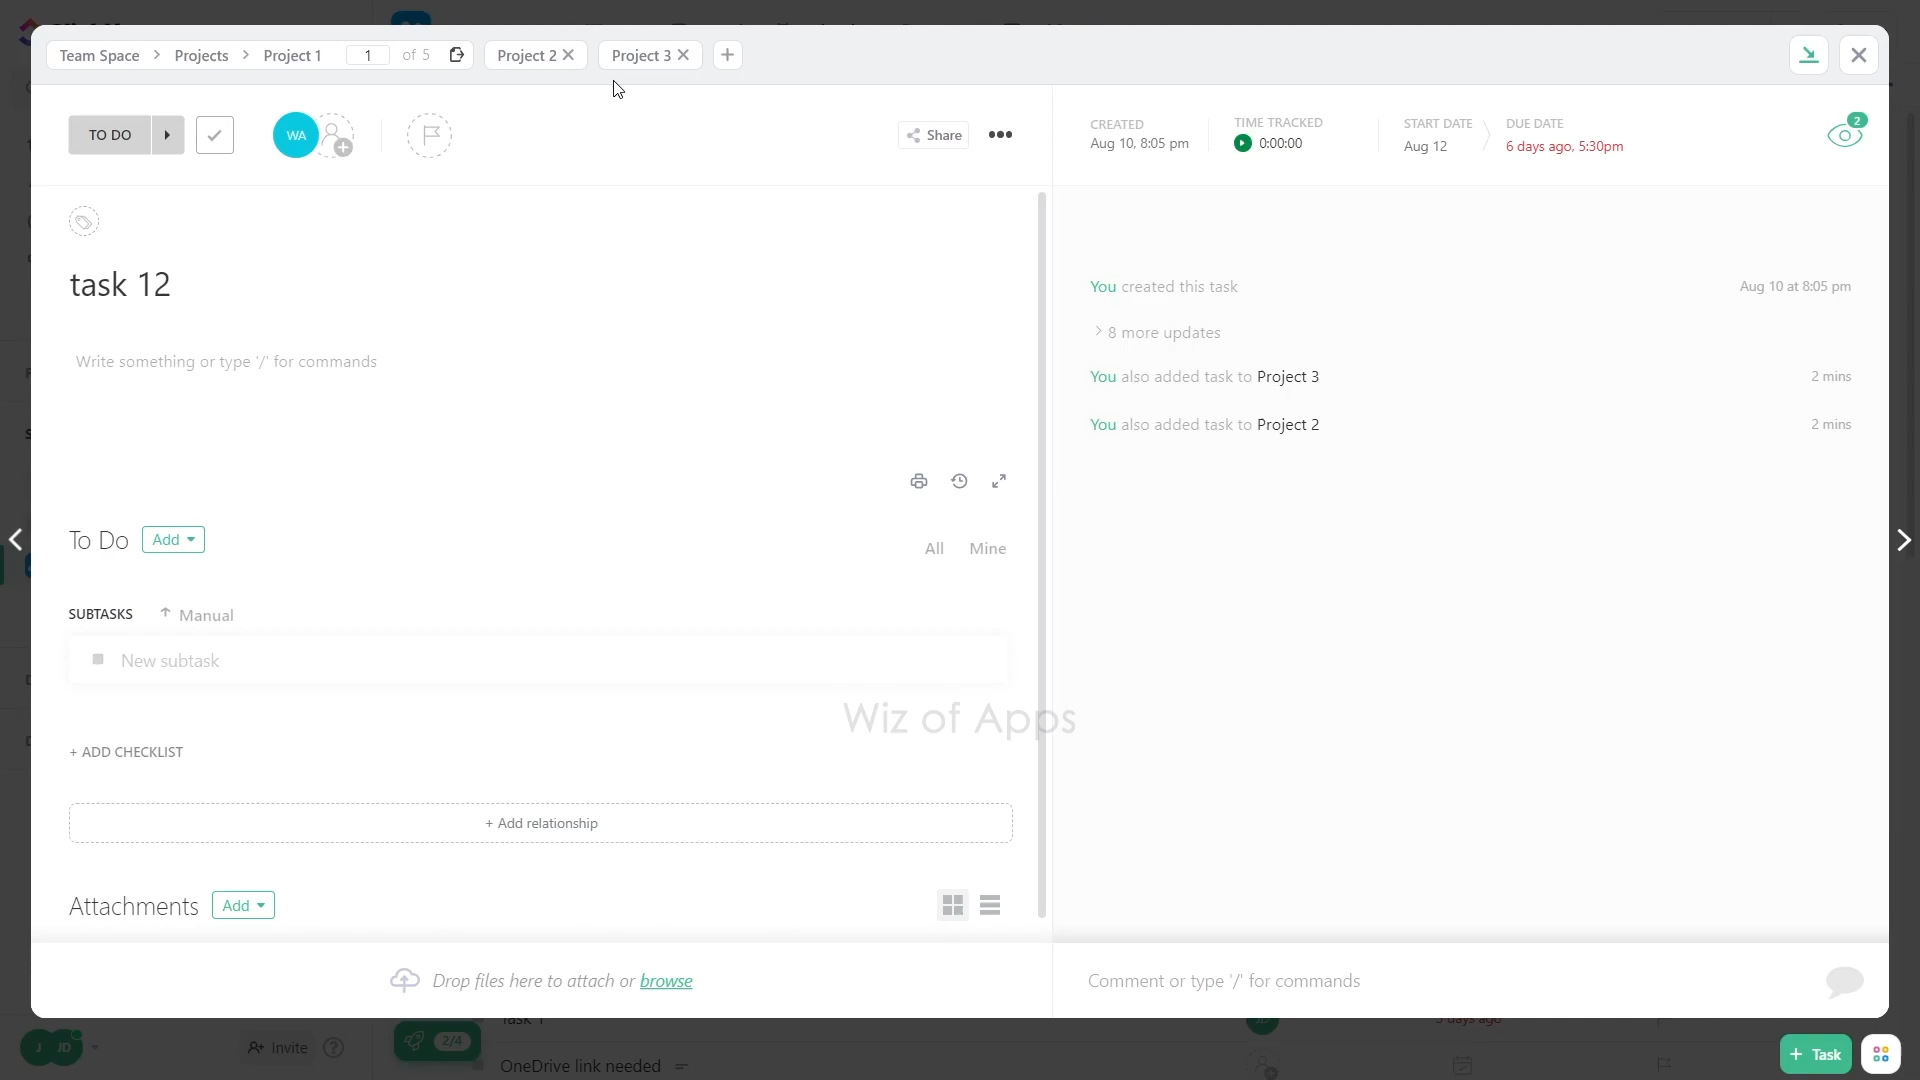 Team Space > Projects > Project 1 1 of 5 Project 2 Project 3
TO DO
WA
Share
CREATED
Aug 10, 8:05 pm
TIME TRACKED
0:00:00
START DATE
Aug 12
DUE DATE
6 days ago, 5:30pm
2
task 12
Write something or type '/' for commands
You created this task Aug 10 at 8:05 pm
8 more updates
You also added task to Project 3 2 mins
You also added task to Project 2 2 mins
To Do Add
All Mine
SUBTASKS Manual
New subtask
Wiz of Apps
+ ADD CHECKLIST
+ Add relationship
Attachments Add
Drop files here to attach or browse
Comment or type '/' for commands
J JD
Invite
2/4
OneDrive link needed
+ Task